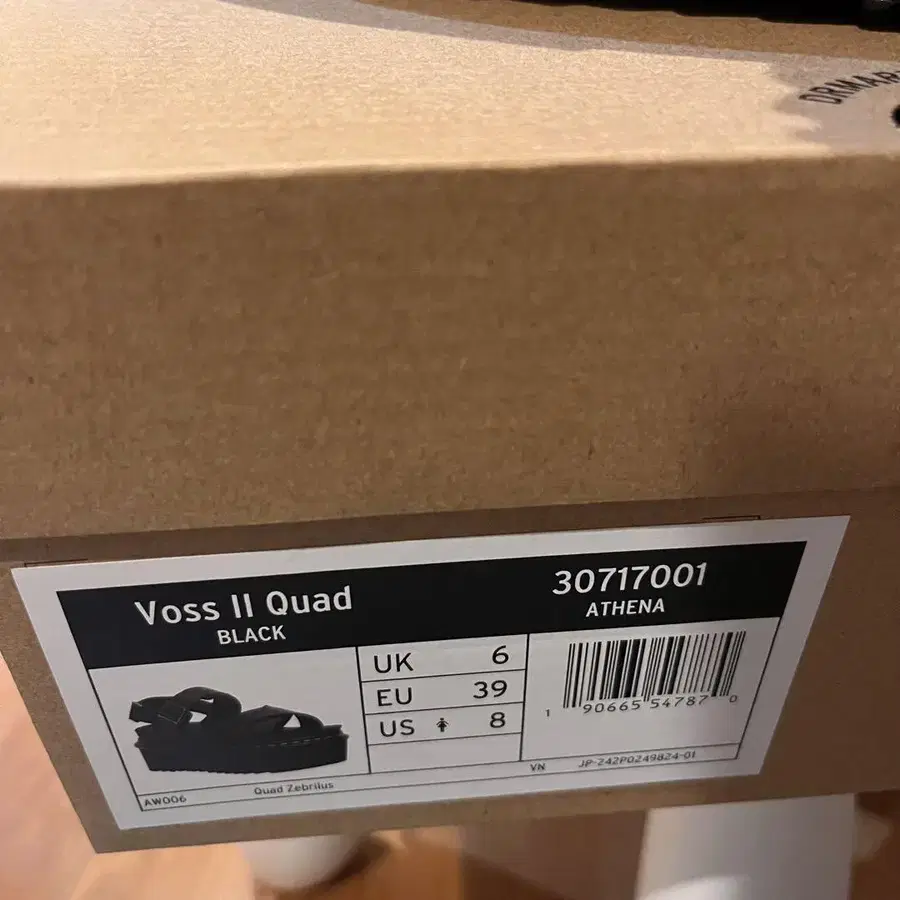 Voss II Quad
BLACK
30717001
ATHENA
UK 6
EU 39
US 8
1 90665 54787 0
AW006
Quad Zebrilus
VN
JP-242P0249824-01